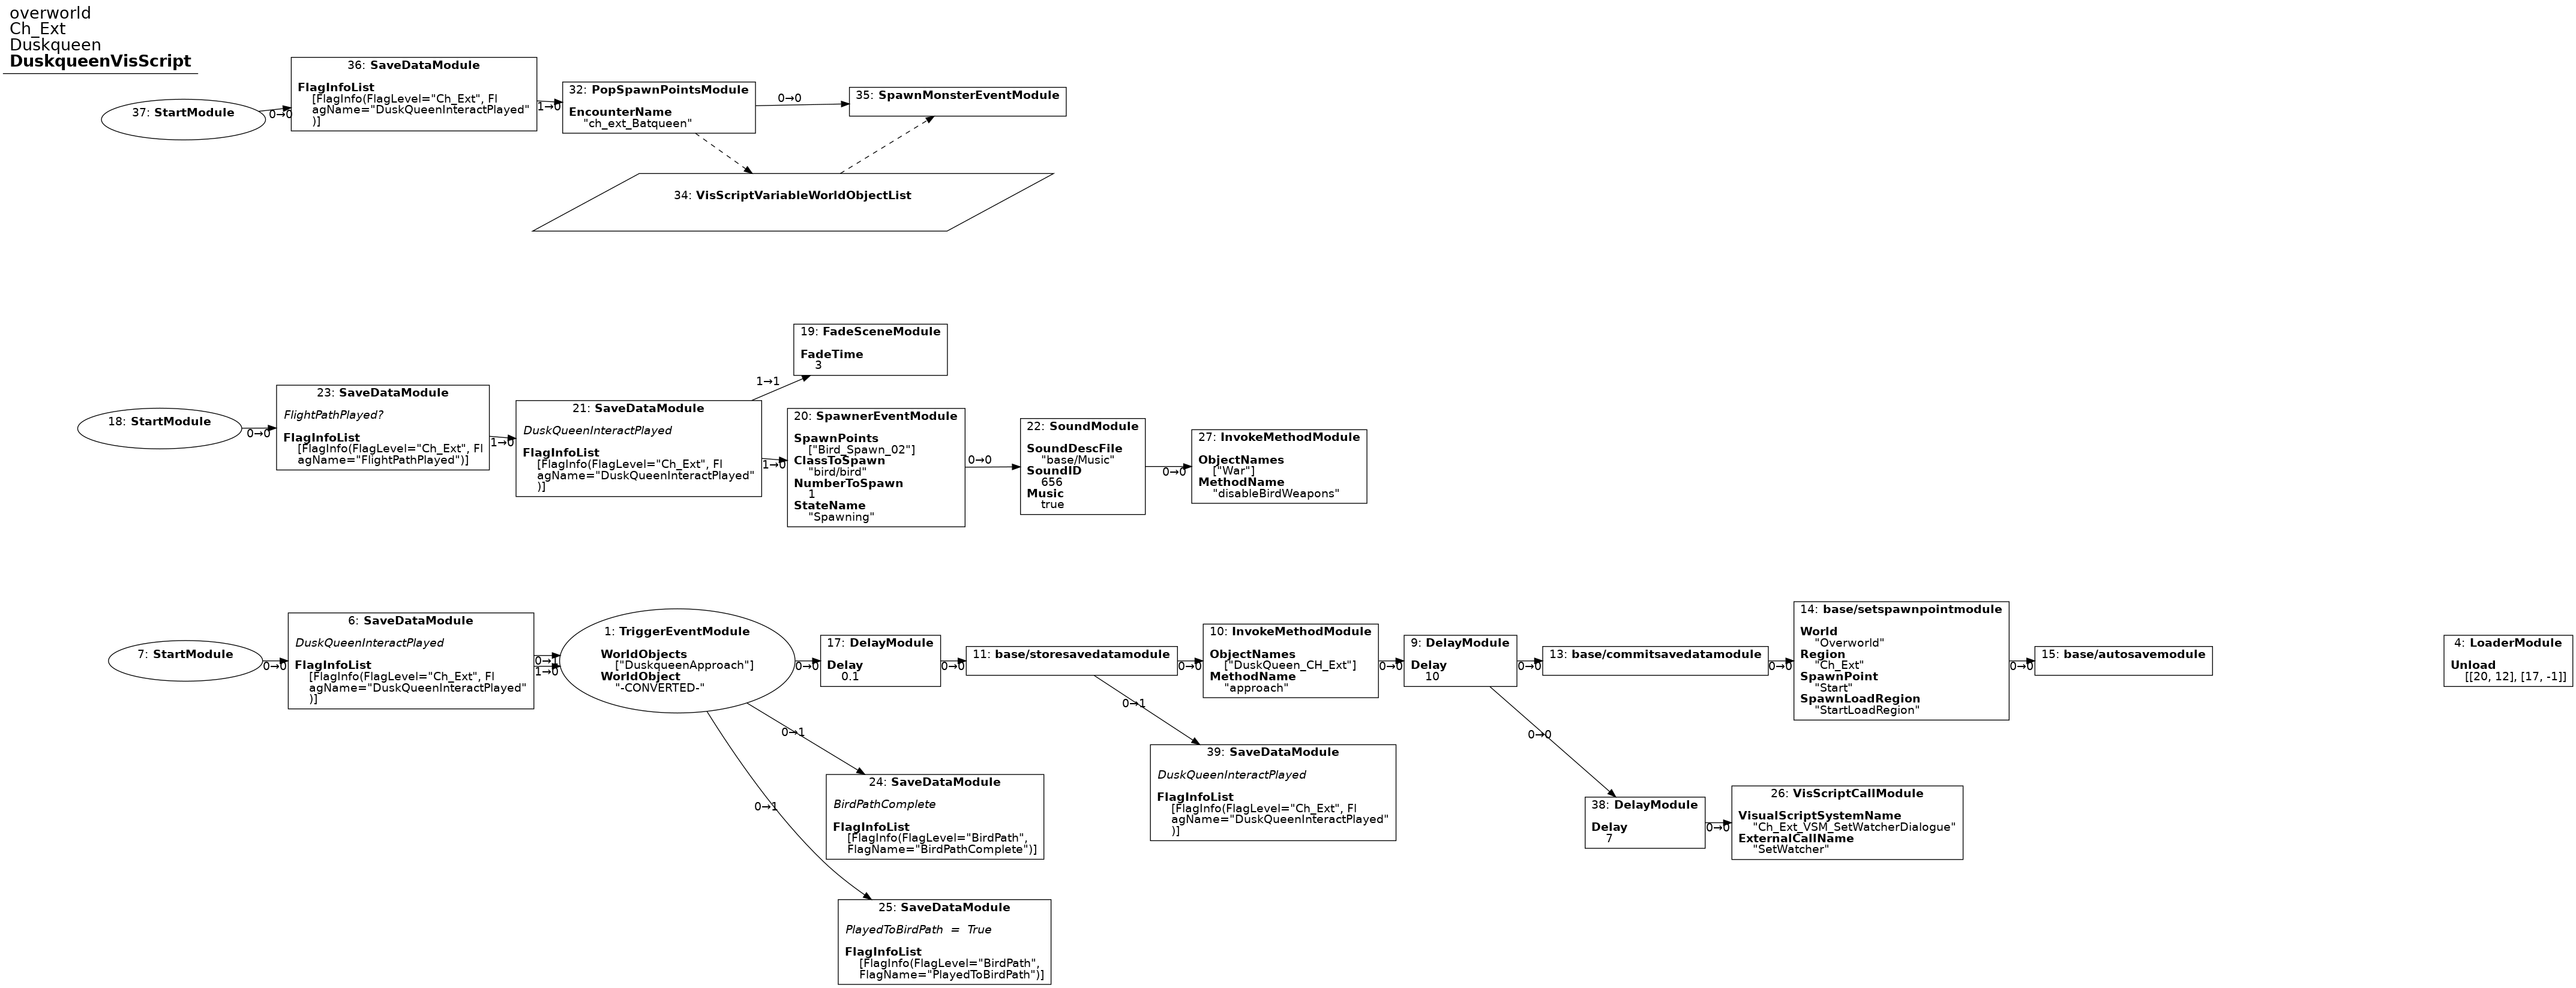 overworld
Ch_Ext
Duskqueen
DuskqueenVisScript
37: StartModule
0→0
36: SaveDataModule
FlagInfoList
[FlagInfo(FlagLevel="Ch_Ext", Fl
agName="DuskQueenInteractPlayed"
)]
1→0
32: PopSpawnPointsModule
EncounterName
"ch_ext_Batqueen"
0→0
35: SpawnMonsterEventModule
34: VisScriptVariableWorldObjectList
18: StartModule
0→0
23: SaveDataModule
FlightPathPlayed?
FlagInfoList
[FlagInfo(FlagLevel="Ch_Ext", Fl
agName="FlightPathPlayed")]
1→0
21: SaveDataModule
DuskQueenInteractPlayed
FlagInfoList
[FlagInfo(FlagLevel="Ch_Ext", Fl
agName="DuskQueenInteractPlayed"
)]
1→1
19: FadeSceneModule
FadeTime
3
1→0
20: SpawnerEventModule
SpawnPoints
["Bird_Spawn_02"]
ClassToSpawn
"bird/bird"
NumberToSpawn
1
StateName
"Spawning"
0→0
22: SoundModule
SoundDescFile
"base/Music"
SoundID
656
Music
true
0→0
27: InvokeMethodModule
ObjectNames
["War"]
MethodName
"disableBirdWeapons"
7: StartModule
0→0
6: SaveDataModule
DuskQueenInteractPlayed
FlagInfoList
[FlagInfo(FlagLevel="Ch_Ext", Fl
agName="DuskQueenInteractPlayed"
)]
0→1
1→0
1: TriggerEventModule
WorldObjects
["DuskqueenApproach"]
WorldObject
"-CONVERTED-"
0→0
17: DelayModule
Delay
0.1
0→0
11: base/storesavedatamodule
0→0
10: InvokeMethodModule
ObjectNames
["DuskQueen_CH_Ext"]
MethodName
"approach"
0→0
9: DelayModule
Delay
10
0→0
13: base/commitsavedatamodule
0→0
14: base/setspawnpointmodule
World
"Overworld"
Region
"Ch_Ext"
SpawnPoint
"Start"
SpawnLoadRegion
"StartLoadRegion"
0→0
15: base/autosavemodule
4: LoaderModule
Unload
[[20, 12], [17, -1]]
0→1
24: SaveDataModule
BirdPathComplete
FlagInfoList
[FlagInfo(FlagLevel="BirdPath",
FlagName="BirdPathComplete")]
0→1
25: SaveDataModule
PlayedToBirdPath = True
FlagInfoList
[FlagInfo(FlagLevel="BirdPath",
FlagName="PlayedToBirdPath")]
0→1
39: SaveDataModule
DuskQueenInteractPlayed
FlagInfoList
[FlagInfo(FlagLevel="Ch_Ext", Fl
agName="DuskQueenInteractPlayed"
)]
0→0
38: DelayModule
Delay
7
0→0
26: VisScriptCallModule
VisualScriptSystemName
"Ch_Ext_VSM_SetWatcherDialogue"
ExternalCallName
"SetWatcher"